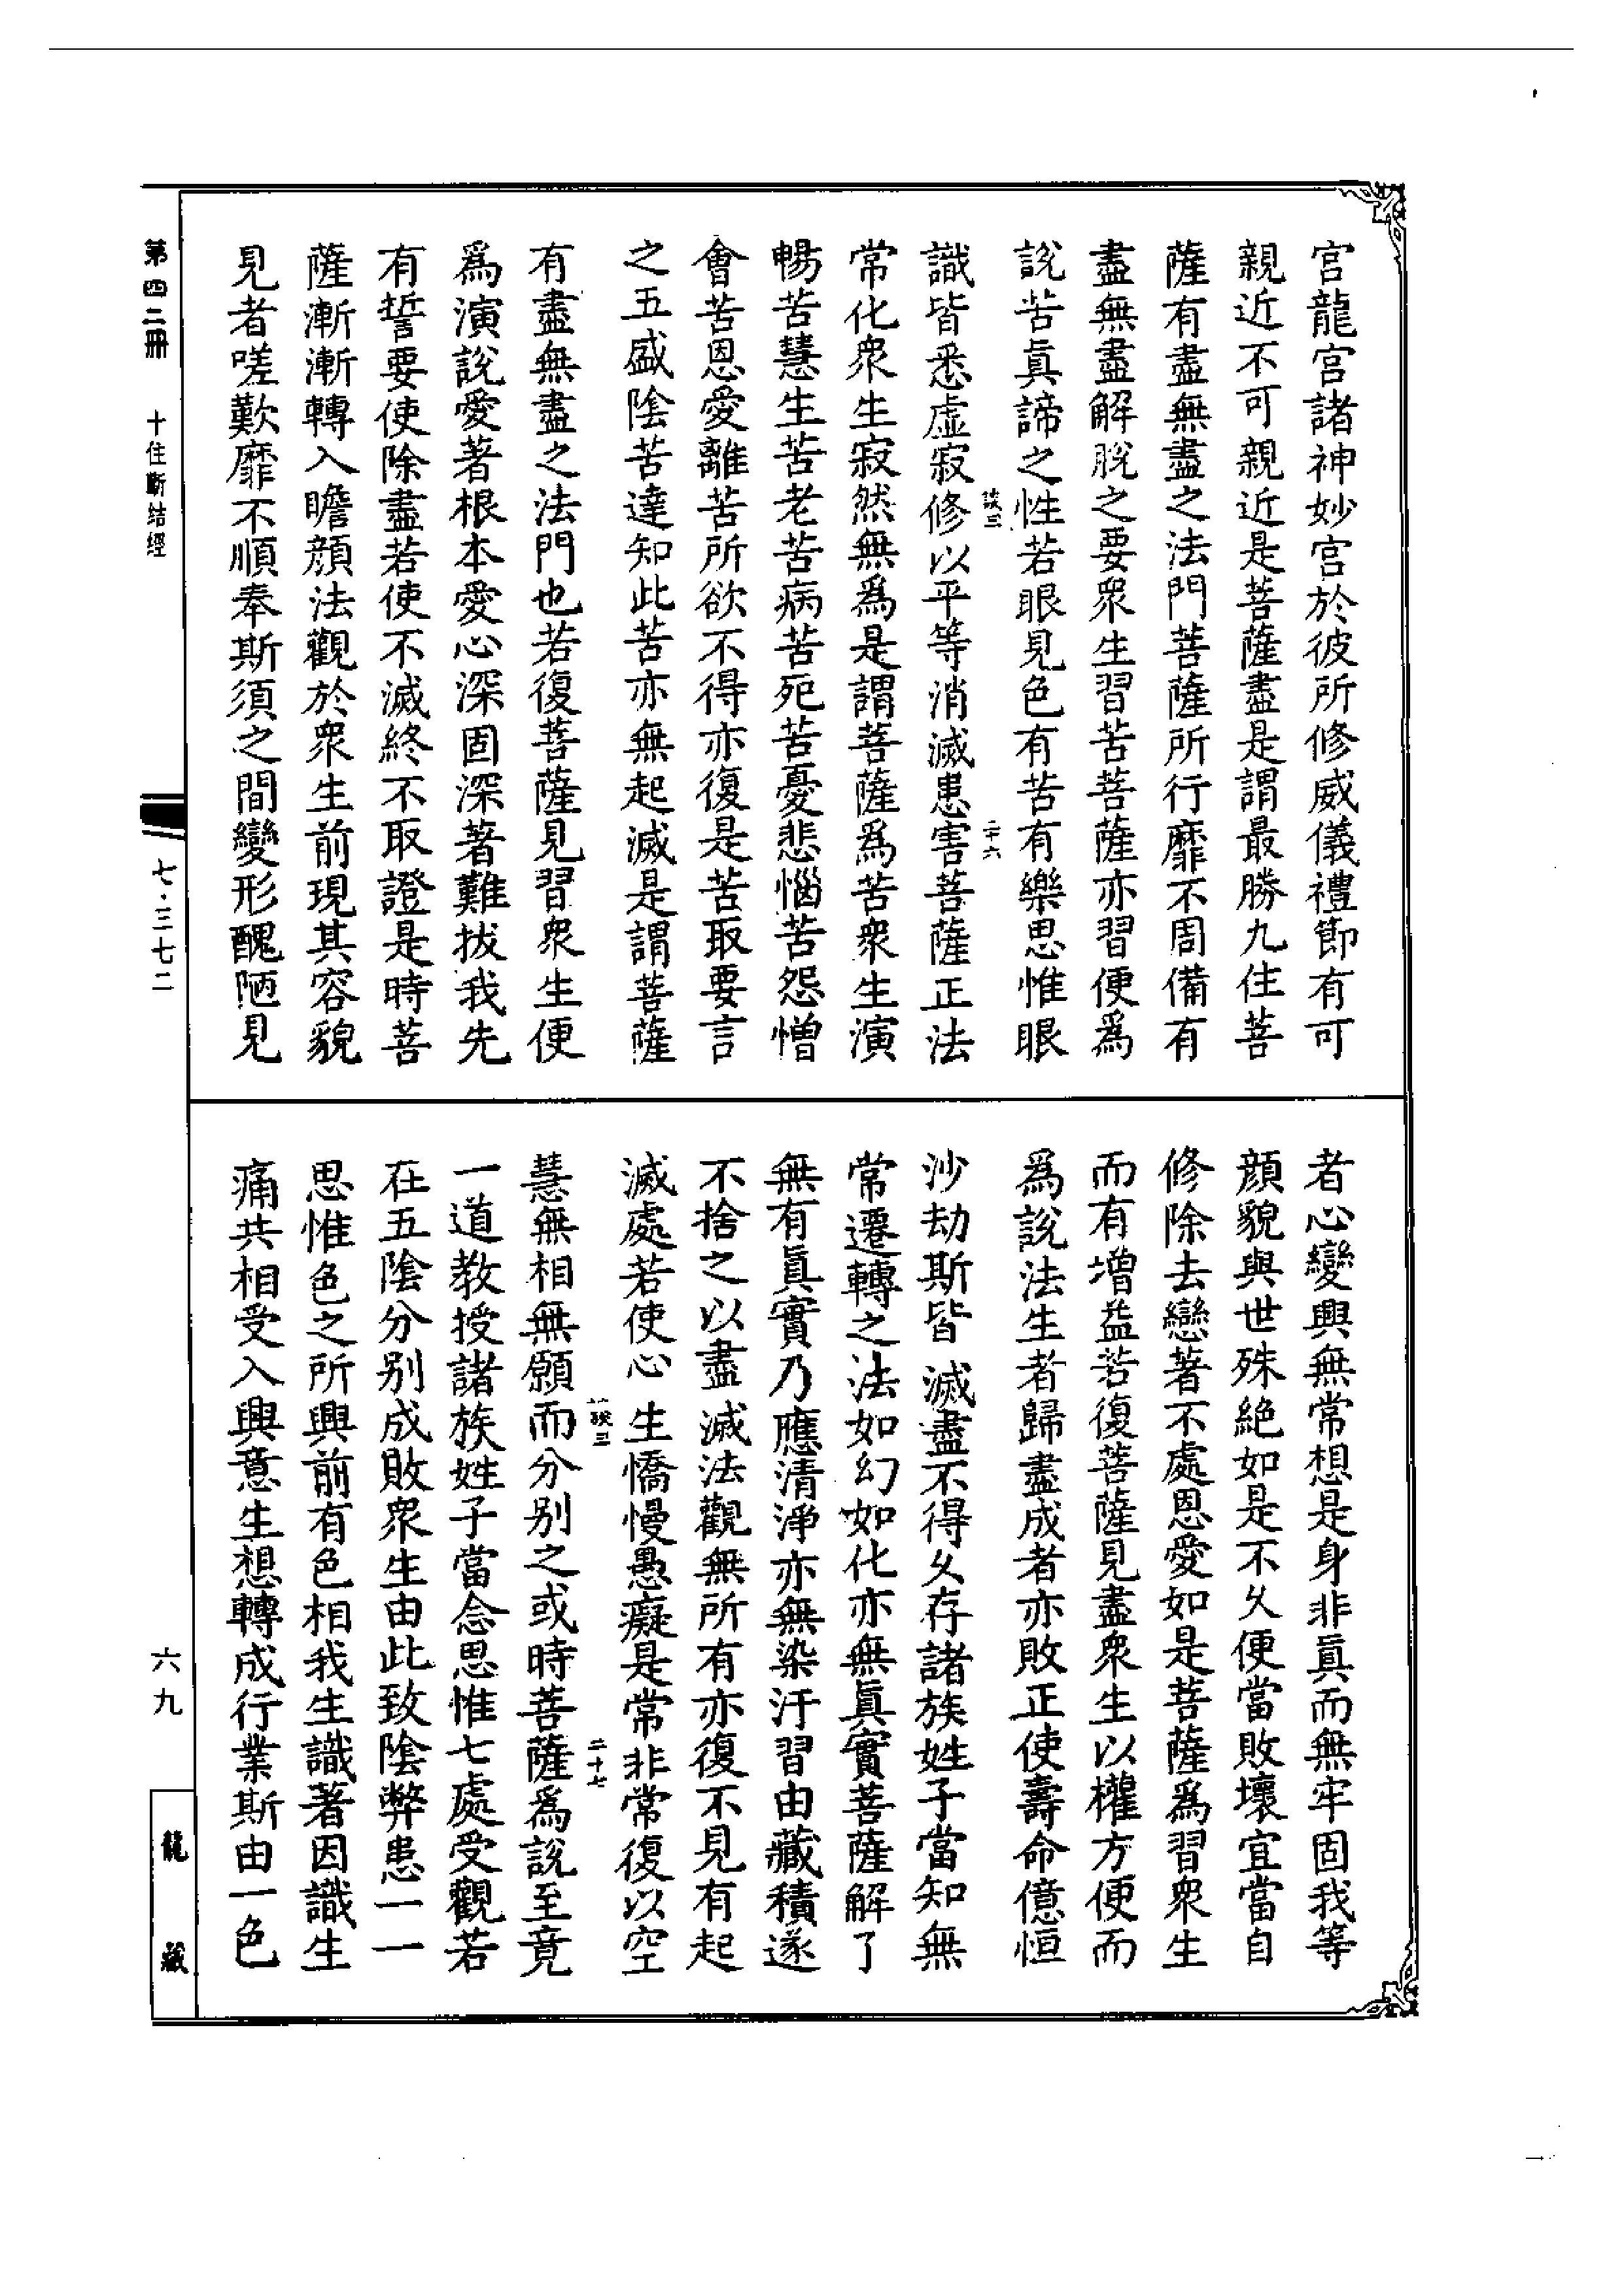 宮龍宮諸神妙宮於彼所修威儀禮節有可
親近不可親近是菩薩盡是謂最勝九住菩
薩有盡無盡之法門菩薩所行靡不周備有
盡無盡解脫之要衆生習苦菩薩亦習便爲
說苦眞諦之性若眼見色有苦有樂思惟眼
二十六
識皆悉虛寂修以平等消滅患害菩薩正法
常化衆生寂然無爲是謂菩薩爲苦衆生演
暢苦慧生苦老苦病苦死苦憂悲惱苦怨憎
會苦恩愛離苦所欲不得亦復是苦取要言
之五盛陰苦達知此苦亦無起滅是謂菩薩
有盡無盡之法門也若復菩薩見習衆生便
爲演說愛著根本愛心深固深著難拔我先
有誓要使除盡若使不滅終不取證是時菩
薩漸漸轉入瞻顏法觀於衆生前現其容貌
見者嗟歎靡不順奉斯須之間變形醜陋見
者心變興無常想是身非眞而無牢固我等
顏貌與世殊絶如是不久便當敗壞宜當自
修除去戀著不處恩愛如是菩薩爲習衆生
而有增益若復菩薩見盡衆生以權方便而
爲說法生者歸盡成者亦敗正使壽命億恒
沙劫斯皆滅盡不得久存諸族姓子當知無
常遷轉之法如幻如化亦無眞實菩薩解了
無有眞實乃應清淨亦無染汙習由藏積遂
不捨之以盡滅法觀無所有亦復不見有起
滅處若使心生憍慢愚癡是常非常復以空
二十七
慧無相無願而分别之或時菩薩爲說至竟
一道教授諸族姓子當念思惟七處受觀若
在五陰分别成敗衆生由此致陰弊患一一
思惟色之所興前有色相我生識著因識生
痛共相受入興意生想轉成行業斯由一色
第四二冊 十住斷結經
七·三七二
六九
龍藏